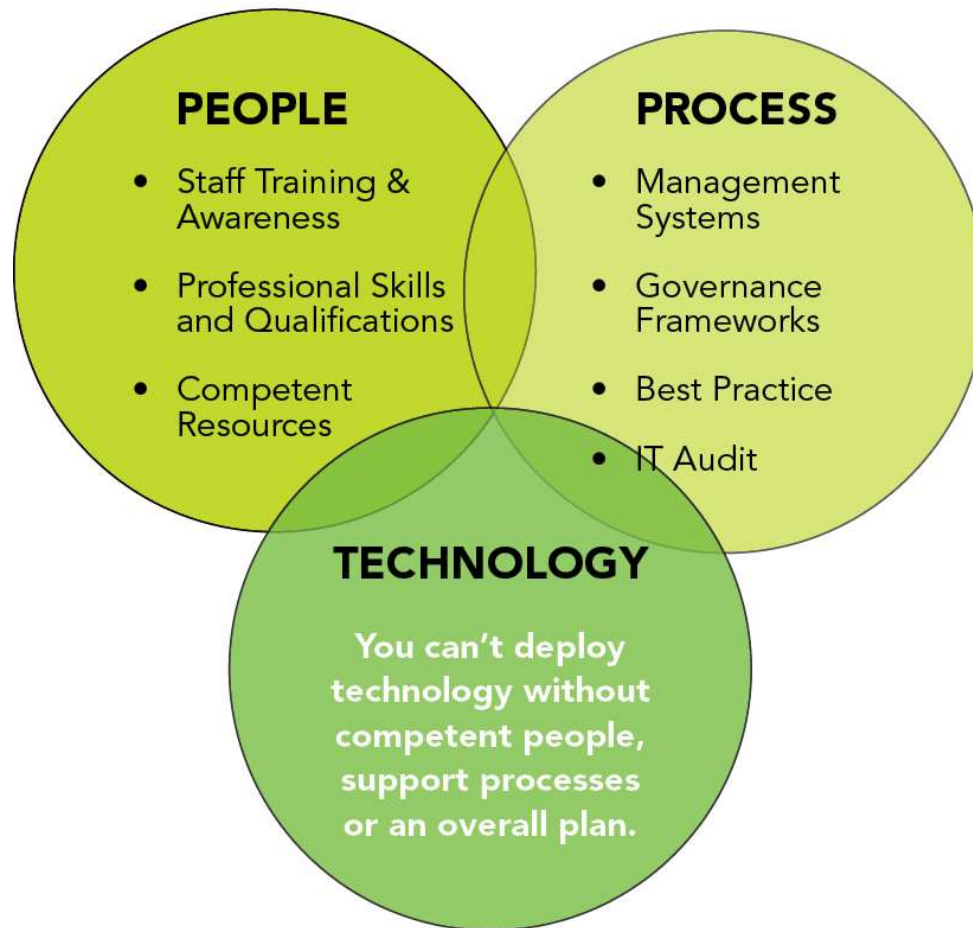 PEOPLE
• Staff Training &
Awareness
• Professional Skills
and Qualifications
• Competent
Resources
PROCESS
• Management
Systems
• Governance
Frameworks
• Best Practice
• IT Audit
TECHNOLOGY
You can’t deploy
technology without
competent people,
support processes
or an overall plan.